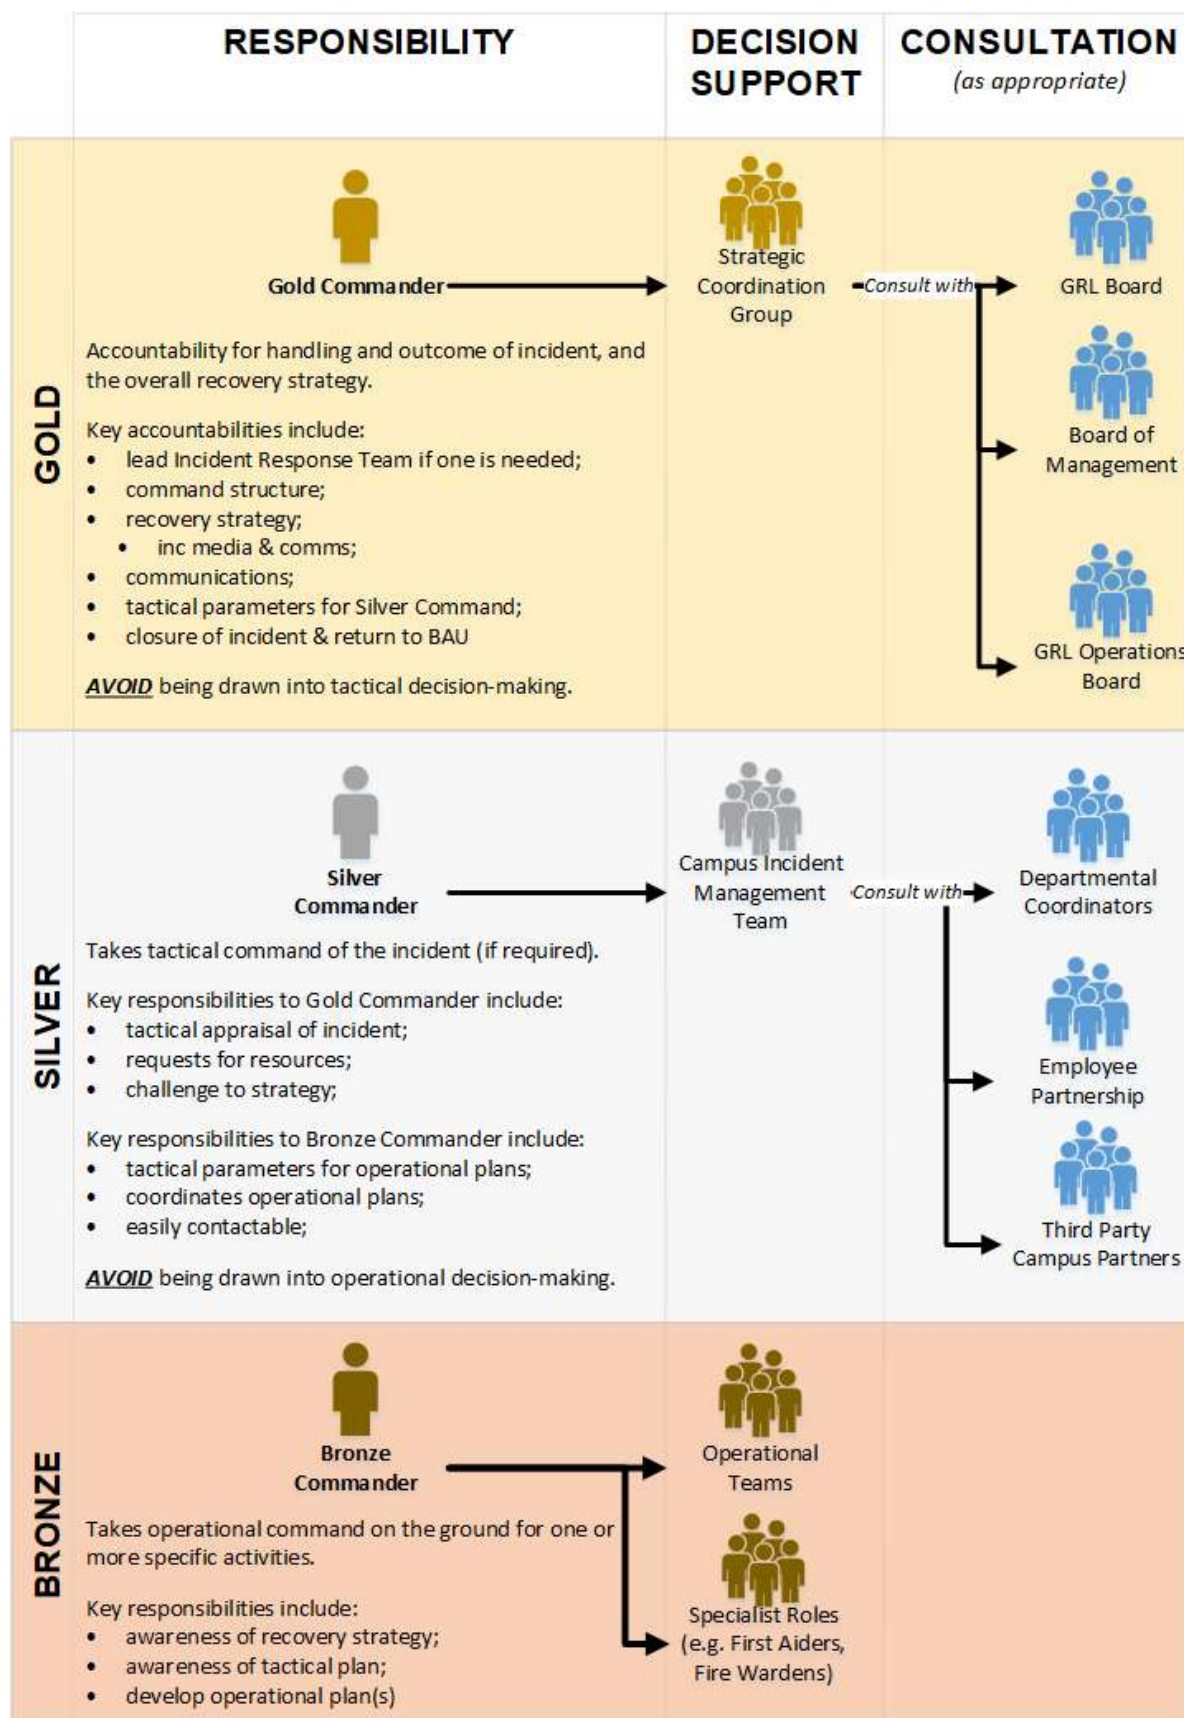 RESPONSIBILITY
DECISION
SUPPORT
CONSULTATION
(as appropriate)
GOLD
Gold Commander
Strategic
Coordination
Group
Consult with
GRL Board
Board of
Management
GRL Operations
Board
Accountability for handling and outcome of incident, and
the overall recovery strategy.
Key accountabilities include:
• lead Incident Response Team if one is needed;
• command structure;
• recovery strategy;
• inc media & comms;
• communications;
• tactical parameters for Silver Command;
• closure of incident & return to BAU
AVOID being drawn into tactical decision-making.
SILVER
Silver
Commander
Campus Incident
Management
Team
Consult with
Departmental
Coordinators
Employee
Partnership
Third Party
Campus Partners
Takes tactical command of the incident (if required).
Key responsibilities to Gold Commander include:
• tactical appraisal of incident;
• requests for resources;
• challenge to strategy;
Key responsibilities to Bronze Commander include:
• tactical parameters for operational plans;
• coordinates operational plans;
• easily contactable;
AVOID being drawn into operational decision-making.
BRONZE
Bronze
Commander
Operational
Teams
Specialist Roles
(e.g. First Aiders,
Fire Wardens)
Takes operational command on the ground for one or
more specific activities.
Key responsibilities include:
• awareness of recovery strategy;
• awareness of tactical plan;
• develop operational plan(s)